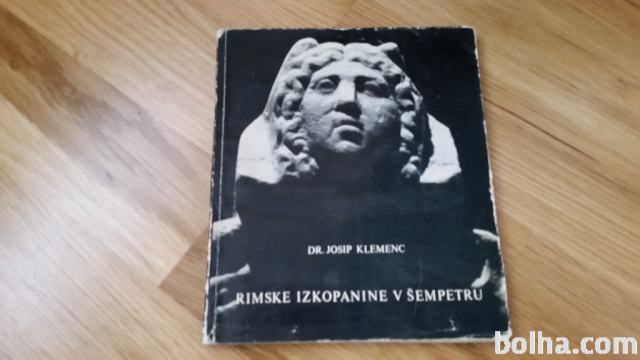 DR. JOSIP KLEMENC
RIMSKE IZKOPANINE V ŠEMPETRU
bolha.com